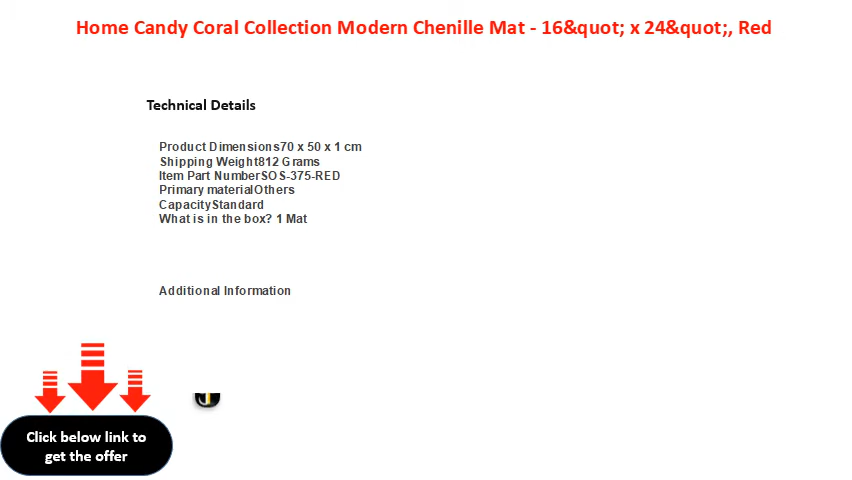 Home Candy Coral Collection Modern Chenille Mat - 16&quot; x 24&quot;, Red
Technical Details
Product Dimensions70 x 50 x 1 cm
Shipping Weight812 Grams
Item Part NumberSOS-375-RED
Primary materialOthers
CapacityStandard
What is in the box? 1 Mat
Additional Information
Click below link to
get the offer